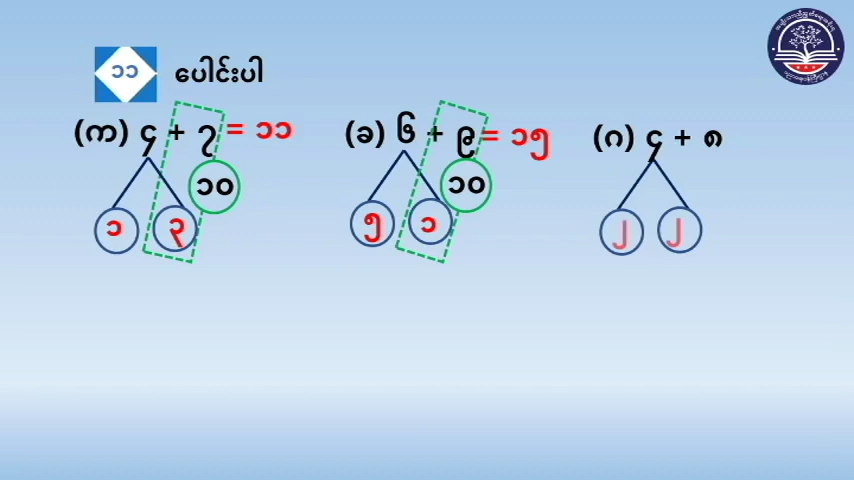 ၁၁ ပေါင်းပါ
(က) ၄ + ၇ = ၁၁ (ခ) ၆ + ၉ = ၁၅ (ဂ) ၄ + ၈
၁၀ ၁၀
၁ ၃ ၅ ၁ ၂ ၂